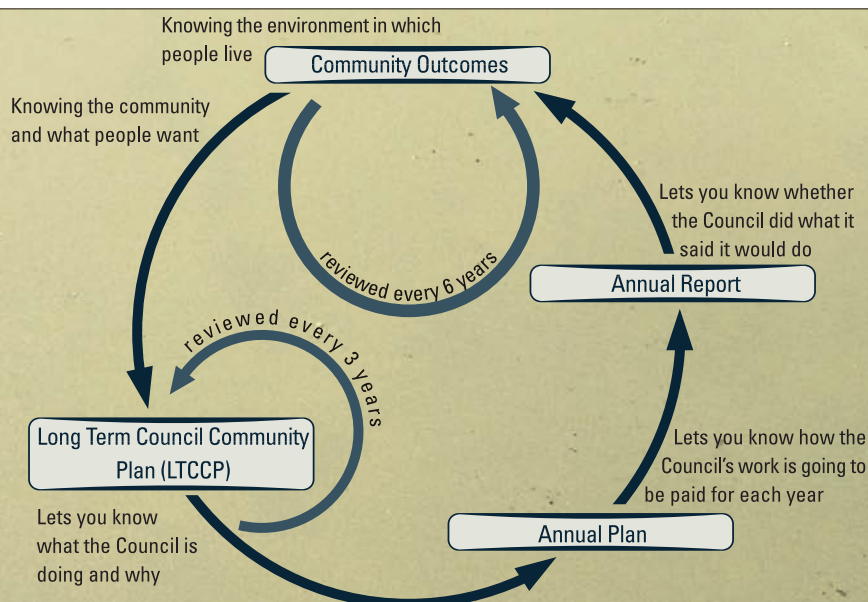 Knowing the environment in which
people live
Community Outcomes
Knowing the community
and what people want
Lets you know whether
the Council did what it
said it would do
reviewed every 6 years
Annual Report
reviewed every 3 years
Long Term Council Community
Plan (LTCCP)
Lets you know how the
Council's work is going to
be paid for each year
Lets you know
what the Council is
doing and why
Annual Plan